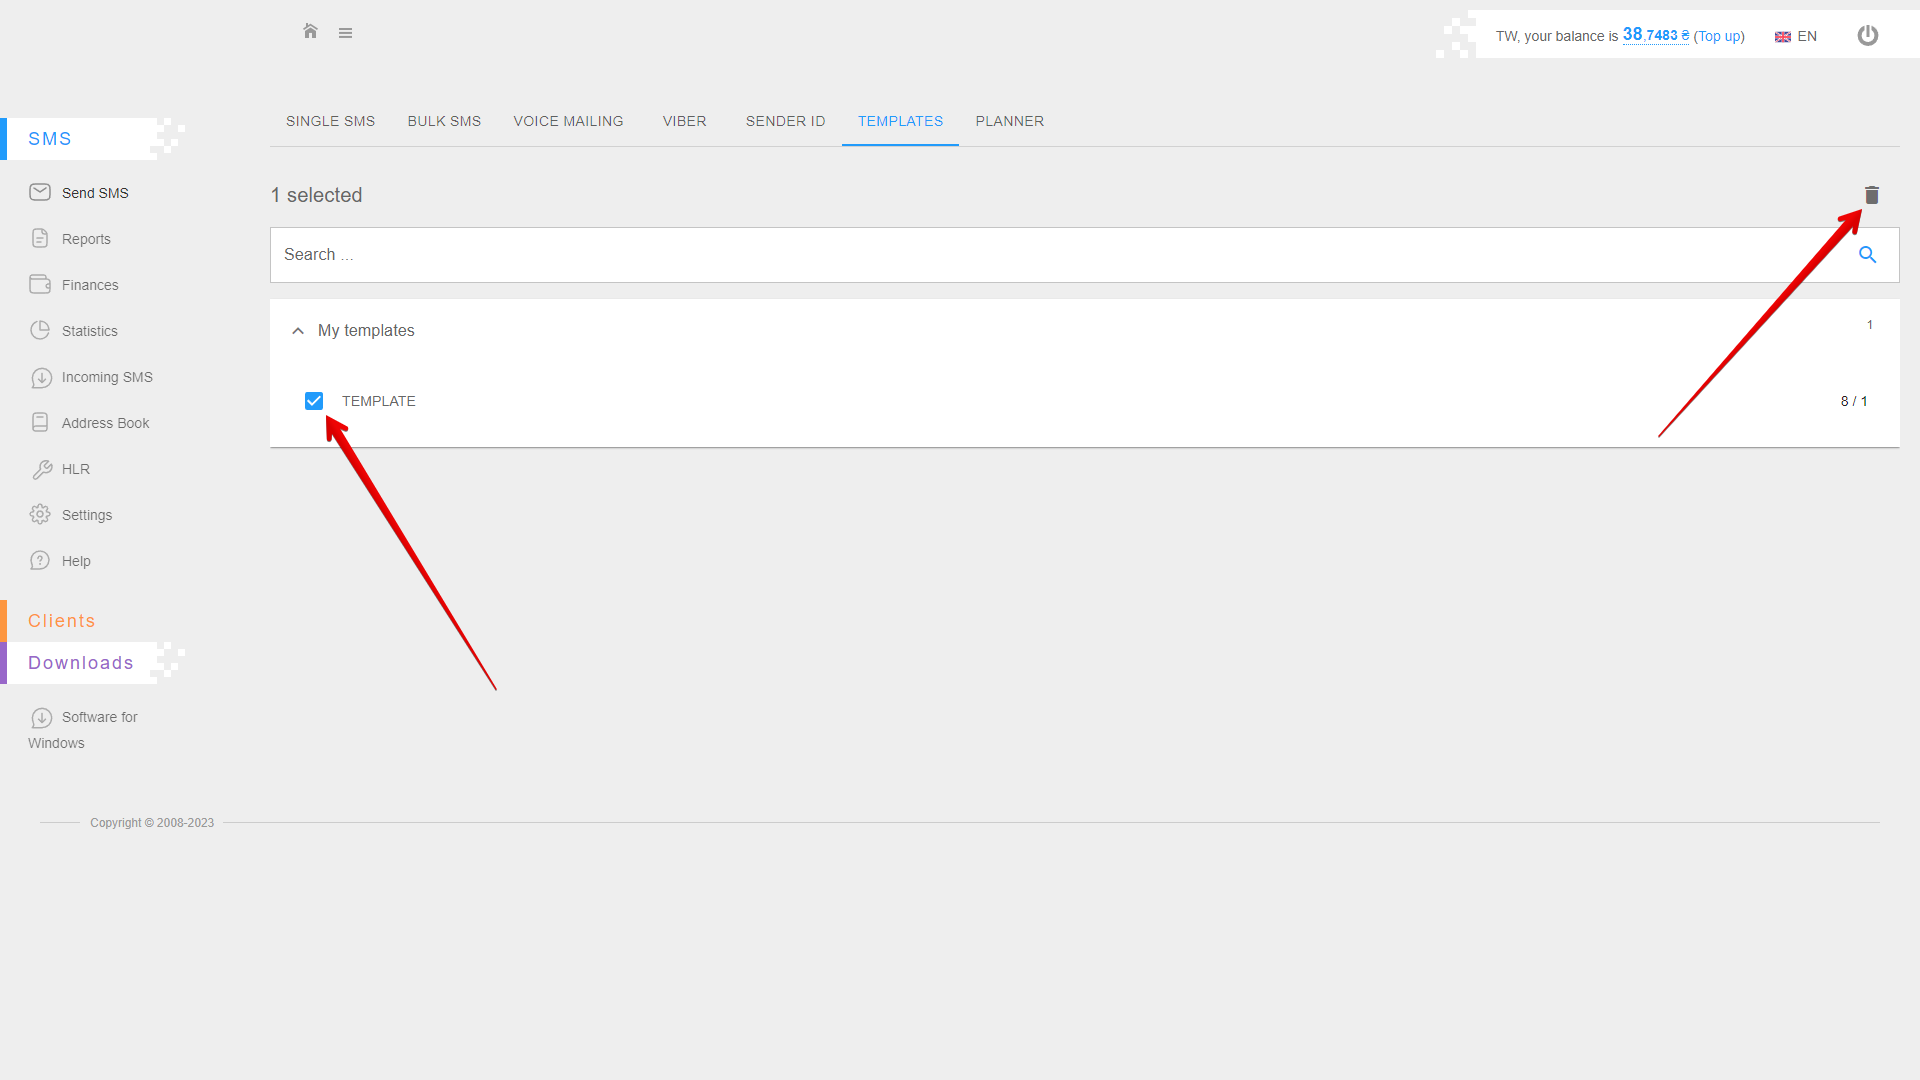 TW, your balance is 38,7483 ₴ (Top up)
EN
SMS
Send SMS
Reports
Finances
Statistics
Incoming SMS
Address Book
HLR
Settings
Help
Clients
Downloads
Software for
Windows
SINGLE SMS
BULK SMS
VOICE MAILING
VIBER
SENDER ID
TEMPLATES
PLANNER
1 selected
Search ...
My templates
1
TEMPLATE
8 / 1
Copyright © 2008-2023